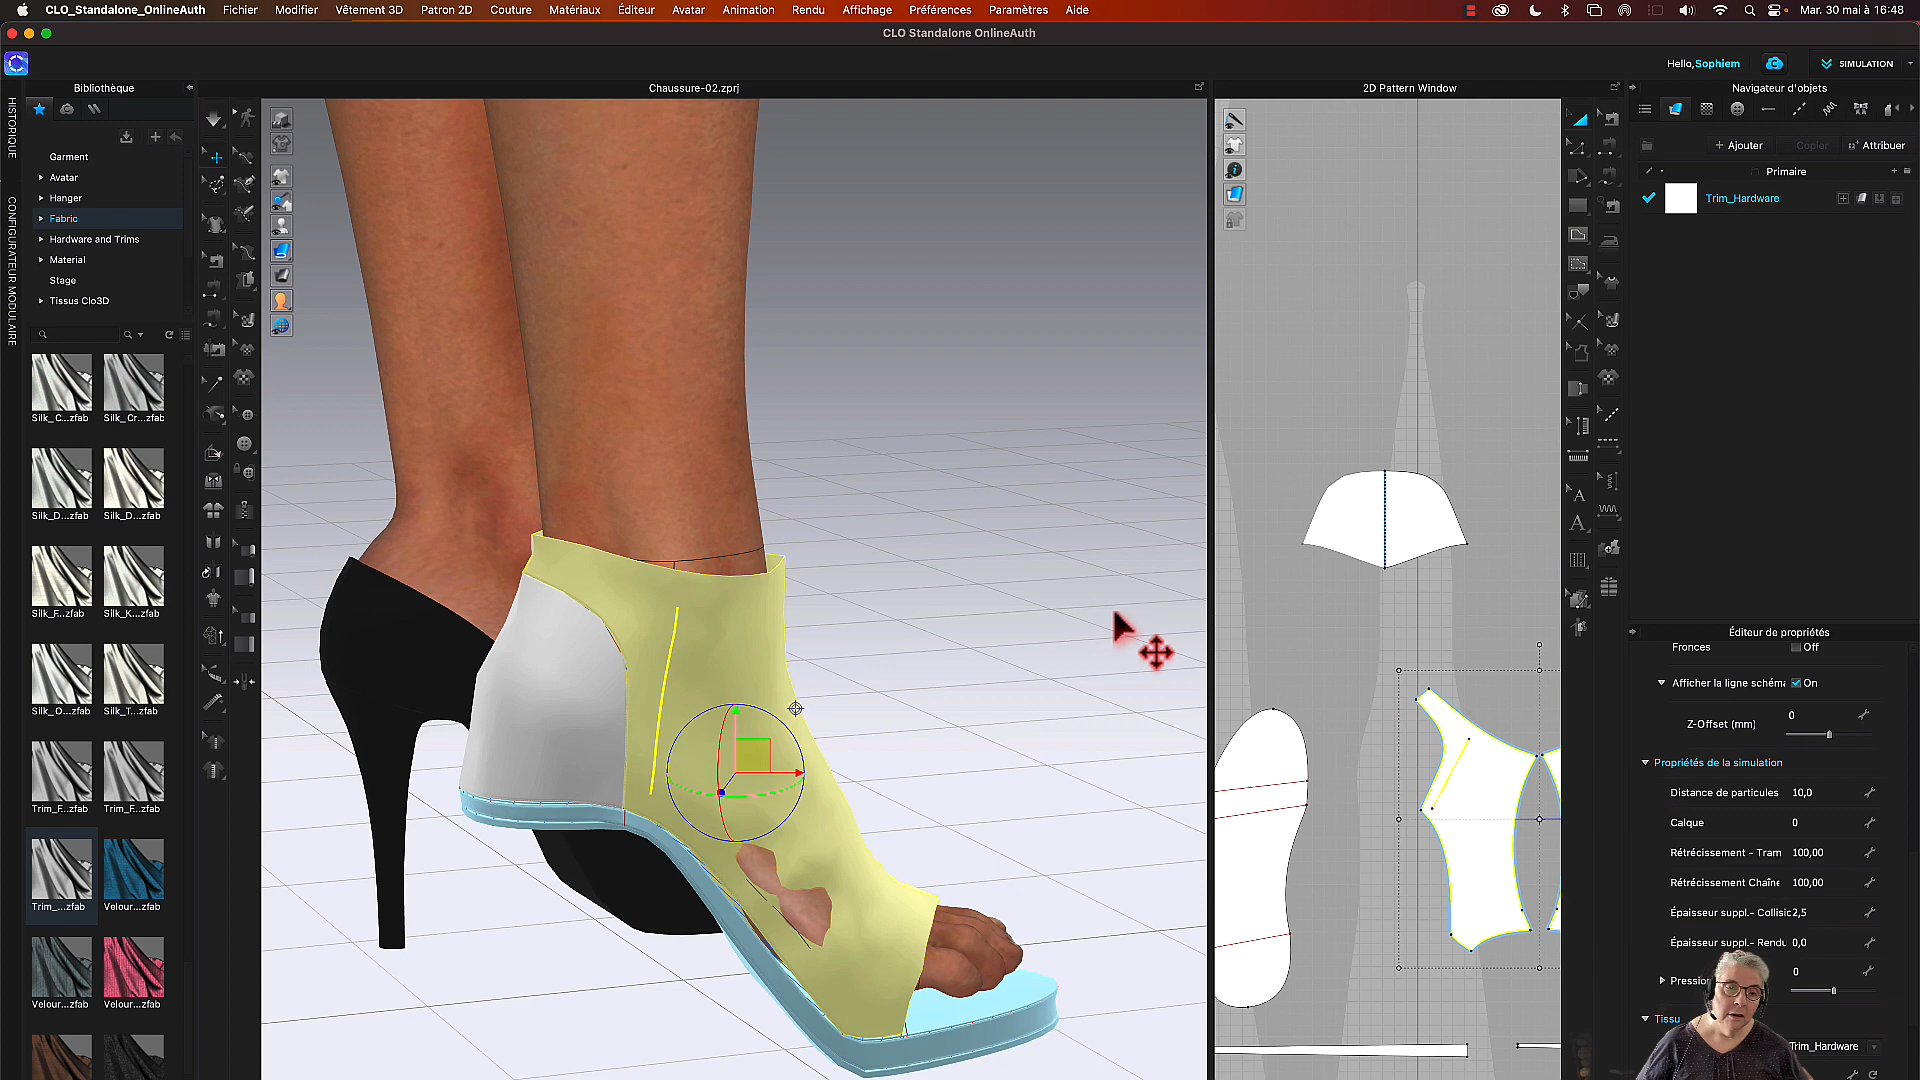 CLO_Standalone_OnlineAuth Fichier Modifier Vêtement 3D Patron 2D Couture Matériaux Éditeur Avatar Animation Rendu Affichage Préférences Paramètres Aide Mar. 30 mai à 16:48
CLO Standalone OnlineAuth
Hello,Sophiem SIMULATION
Bibliothèque
Chaussure-02.zprj
2D Pattern Window
Navigateur d'objets
HISTORIQUE
CONFIGURATEUR MODULAIRE
Garment
Avatar
Hanger
Fabric
Hardware and Trims
Material
Stage
Tissus Clo3D
Silk_C...zfab Silk_Cr...zfab
Silk_D...zfab Silk_D...zfab
Silk_F...zfab Silk_K...zfab
Silk_O...zfab Silk_T...zfab
Trim_F...zfab Trim_F...zfab
Trim_...zfab Velour...zfab
Velour...zfab Velour...zfab
+ Ajouter Copier Attribuer
Primaire
Trim_Hardware
Éditeur de propriétés
Fronces Off
Afficher la ligne schéma On
Z-Offset (mm) 0
Propriétés de la simulation
Distance de particules 10,0
Calque 0
Rétrécissement - Tram 100,00
Rétrécissement Chaîne 100,00
Épaisseur suppl.- Collisic 2,5
Épaisseur suppl.- Rendu 0,0
Pression 0
Tissu
Trim_Hardware